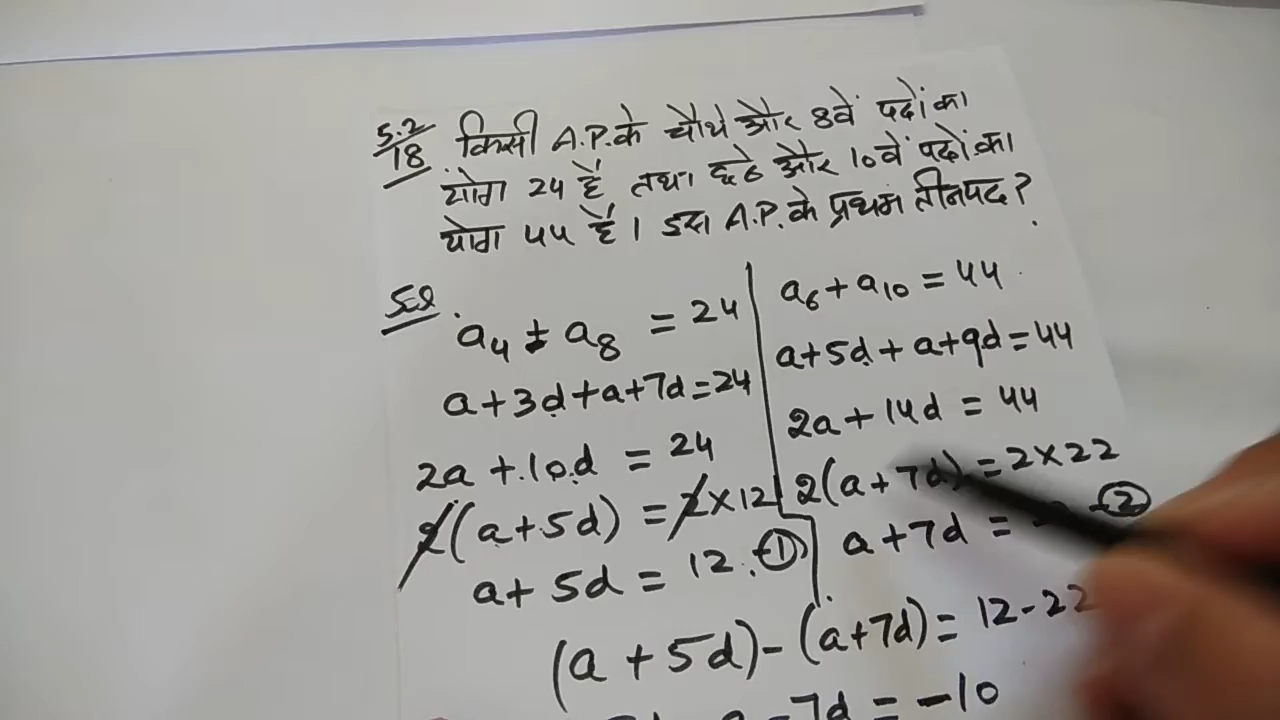 5.2/18 किसी A.P. के चौथे और 8वें पदों का
योग 24 है तथा छठे और 10वें पदों का
योग 44 है। इस A.P. के प्रथम तीन पद?
Sol.
a4 + a8 = 24
a+3d+a+7d=24
2a + 10d = 24
2(a+5d) = 2×12
a+5d = 12 -①
a6+a10 = 44
a+5d+a+9d=44
2a+14d = 44
2(a+7d) = 2×22
a+7d = -②
(a+5d)-(a+7d)= 12-22
a-7d = -10